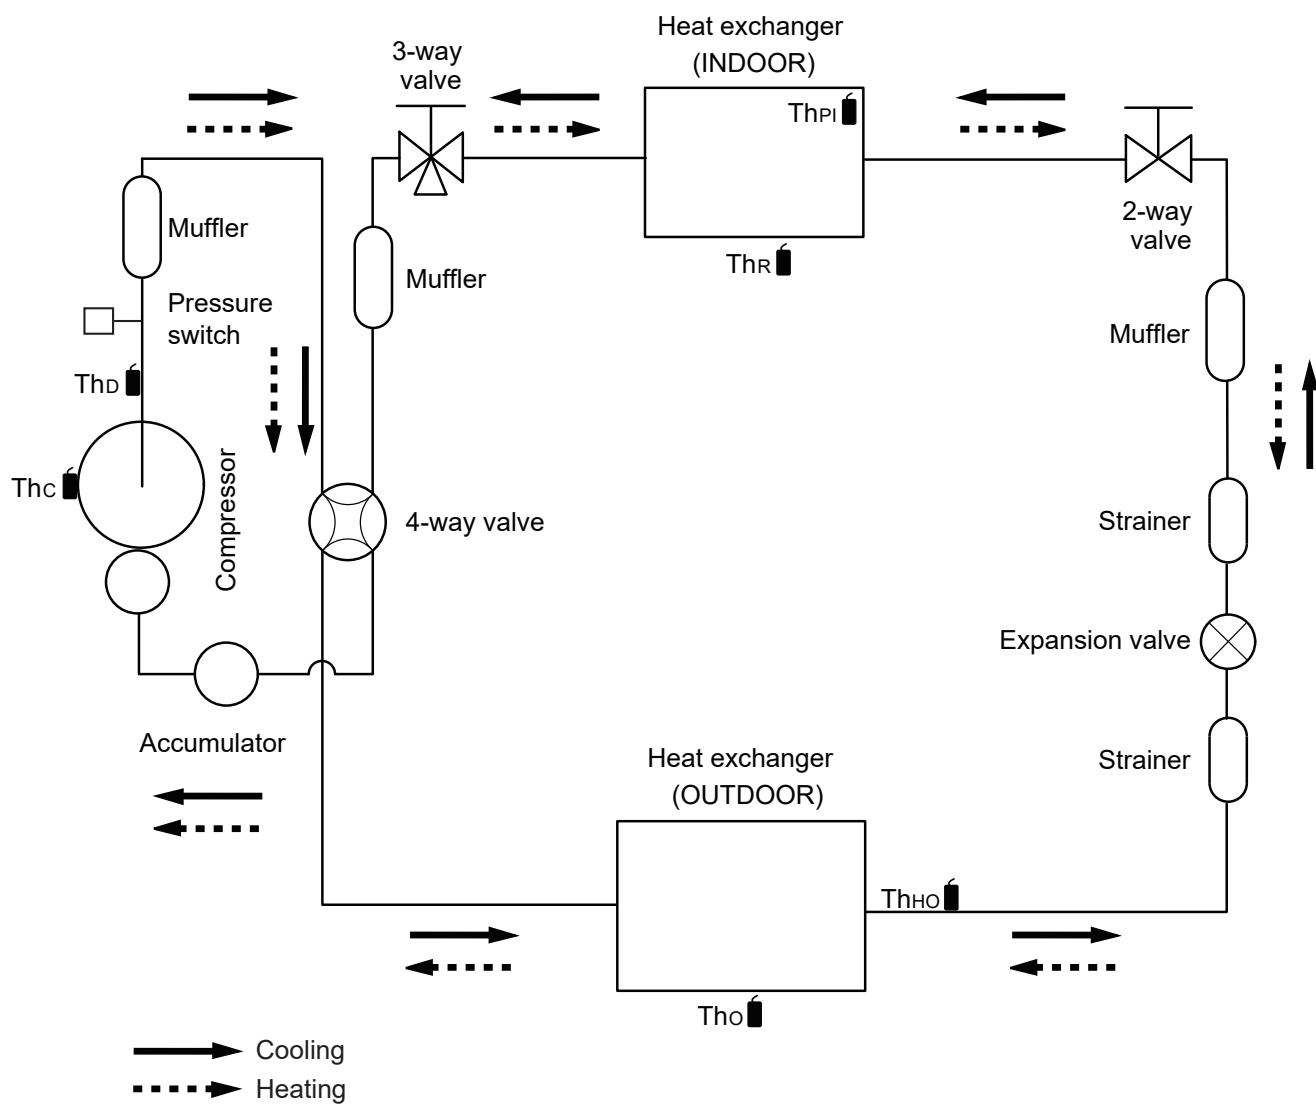 Heat exchanger
(INDOOR)
3-way
valve
ThPI
2-way
valve
ThR
Muffler
Muffler
Pressure
switch
Muffler
ThD
ThC
Compressor
4-way valve
Strainer
Expansion valve
Accumulator
Strainer
Heat exchanger
(OUTDOOR)
ThHO
ThO
Cooling
Heating